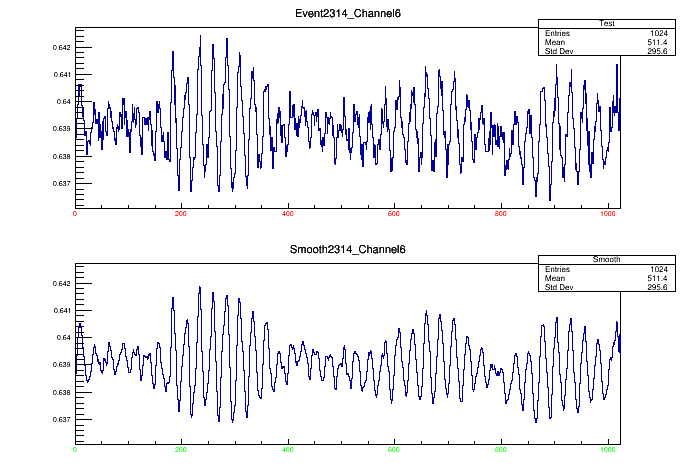 Event2314_Channel6
Test
Entries 1024
Mean 511.4
Std Dev 295.6
0.642
0.641
0.64
0.639
0.638
0.637
0 200 400 600 800 1000
Smooth2314_Channel6
Smooth
Entries 1024
Mean 511.4
Std Dev 295.6
0.642
0.641
0.64
0.639
0.638
0.637
0 200 400 600 800 1000